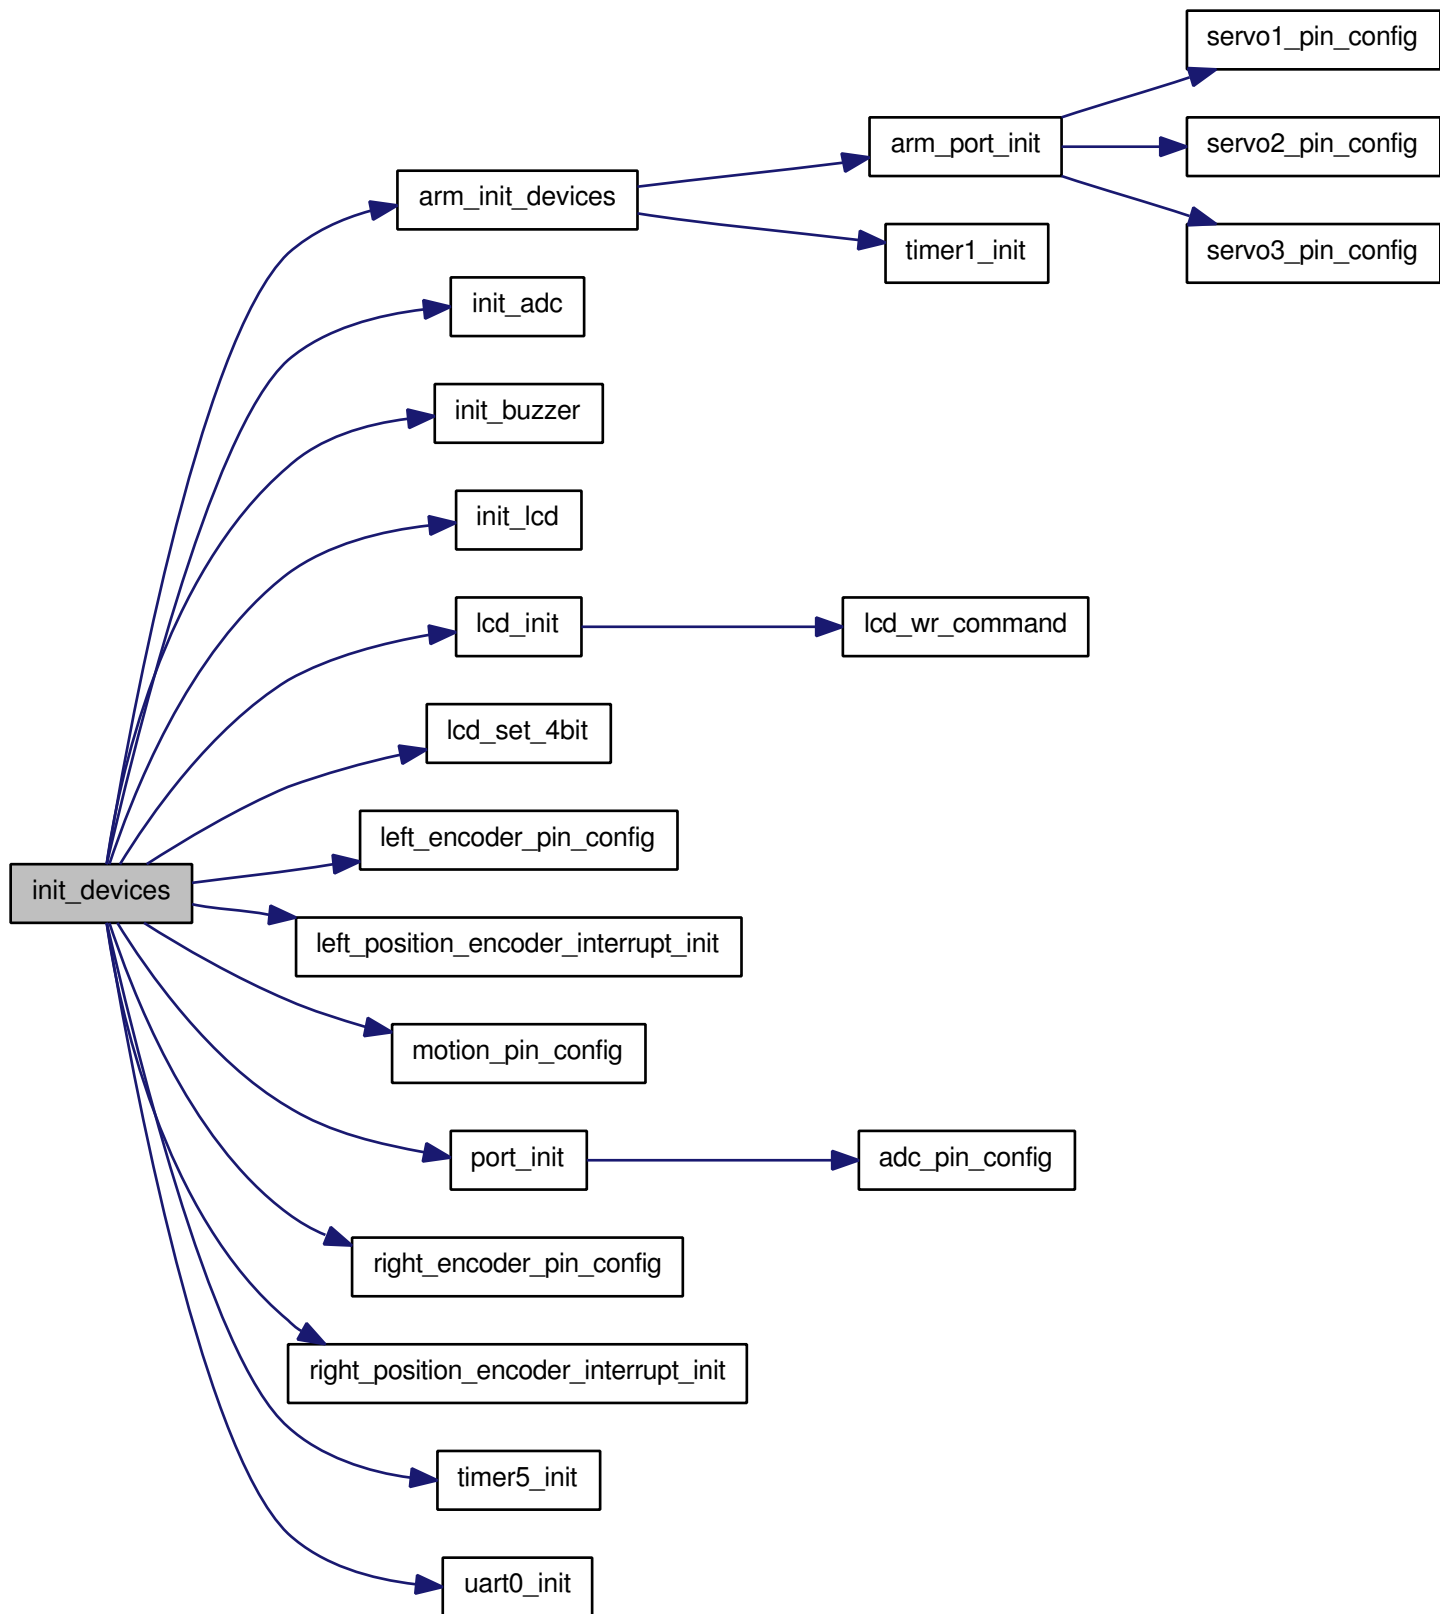 servo1_pin_config
arm_port_init
servo2_pin_config
arm_init_devices
timer1_init
servo3_pin_config
init_adc
init_buzzer
init_lcd
lcd_init
lcd_wr_command
lcd_set_4bit
left_encoder_pin_config
init_devices
left_position_encoder_interrupt_init
motion_pin_config
port_init
adc_pin_config
right_encoder_pin_config
right_position_encoder_interrupt_init
timer5_init
uart0_init